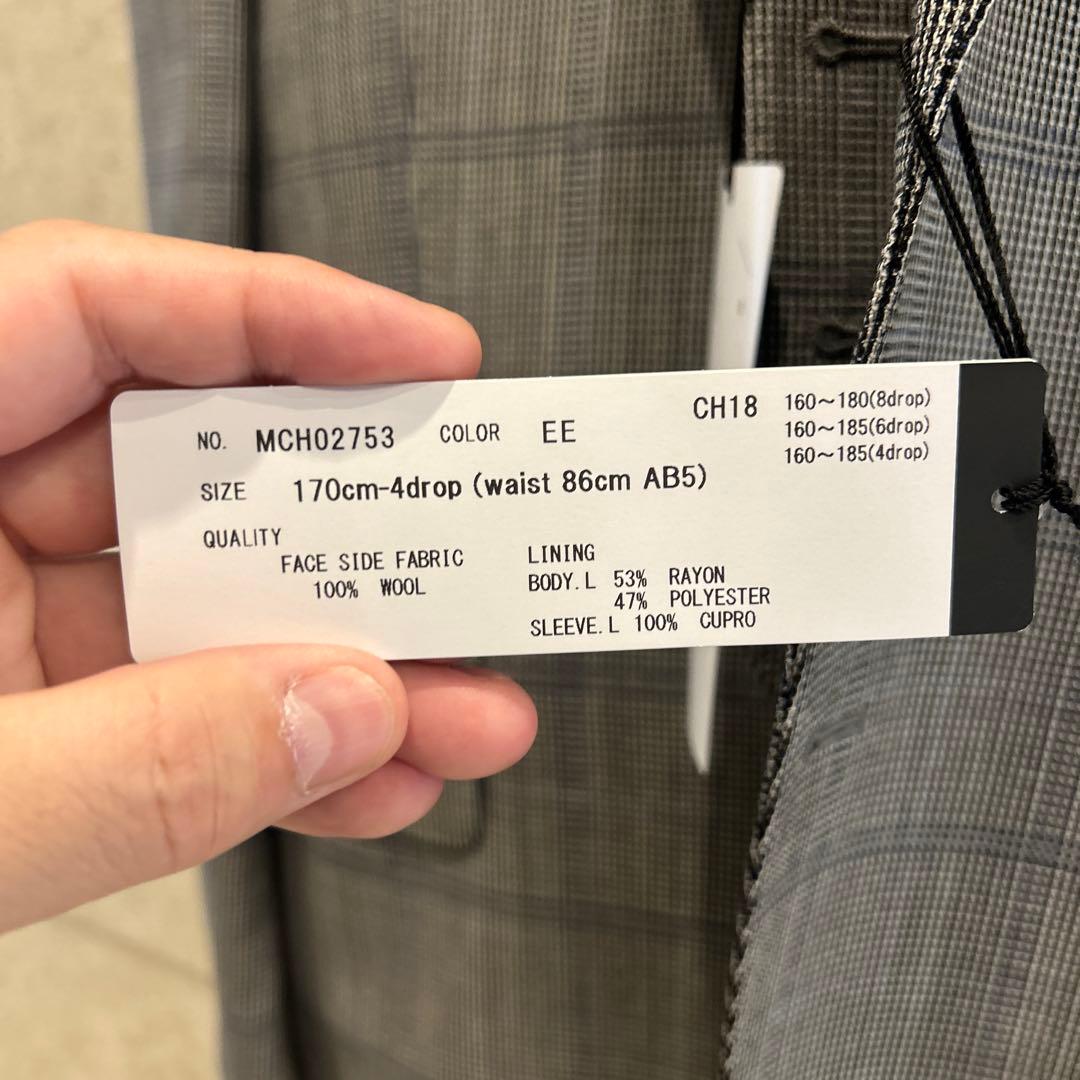 NO. MCH02753 COLOR EE CH18
160～180(8drop)
160～185(6drop)
160～185(4drop)
SIZE 170cm-4drop (waist 86cm AB5)
QUALITY
FACE SIDE FABRIC
100% WOOL
LINING
BODY.L 53% RAYON
47% POLYESTER
SLEEVE.L 100% CUPRO